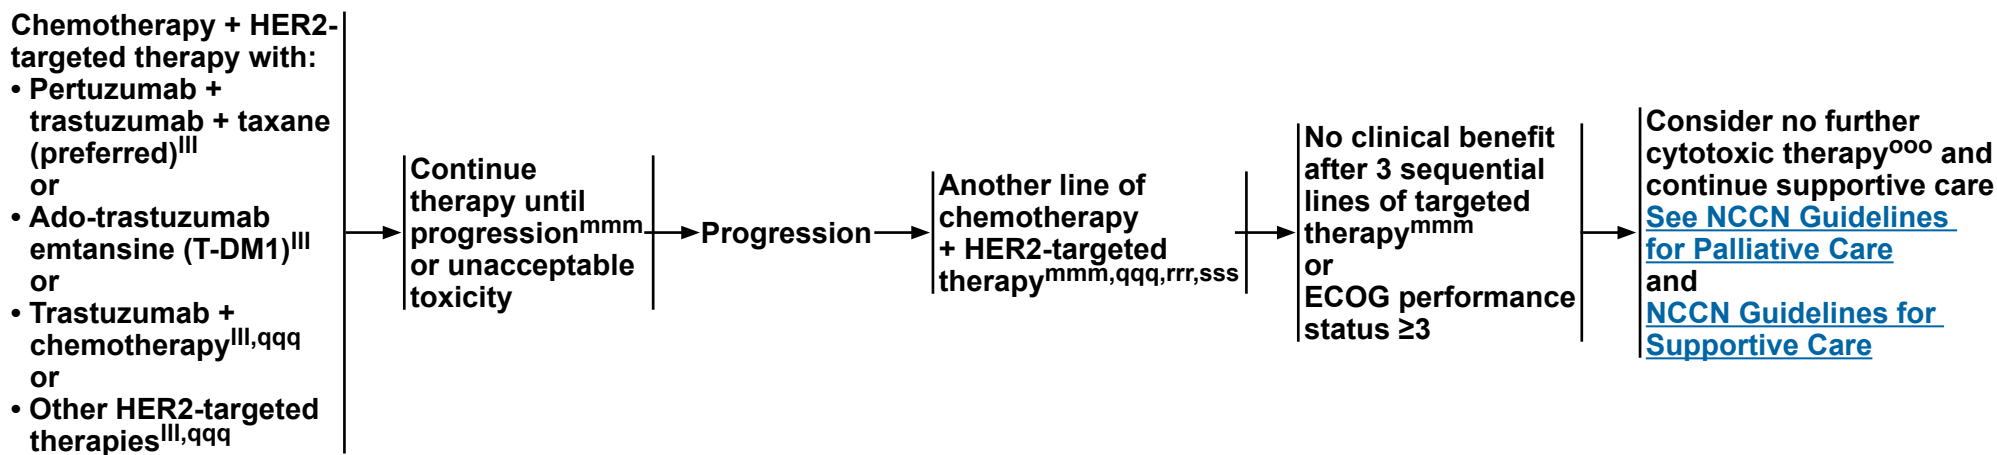 Chemotherapy + HER2-
targeted therapy with:
• Pertuzumab +
trastuzumab + taxane
(preferred)lll
or
• Ado-trastuzumab
emtansine (T-DM1)lll
or
• Trastuzumab +
chemotherapylll,qqq
or
• Other HER2-targeted
therapieslll,qqq
Continue
therapy until
progressionmmm
or unacceptable
toxicity
Progression
Another line of
chemotherapy
+ HER2-targeted
therapymmm,qqq,rrr,sss
No clinical benefit
after 3 sequential
lines of targeted
therapymmm
or
ECOG performance
status ≥3
Consider no further
cytotoxic therapyooo and
continue supportive care
See NCCN Guidelines
for Palliative Care
and
NCCN Guidelines for
Supportive Care